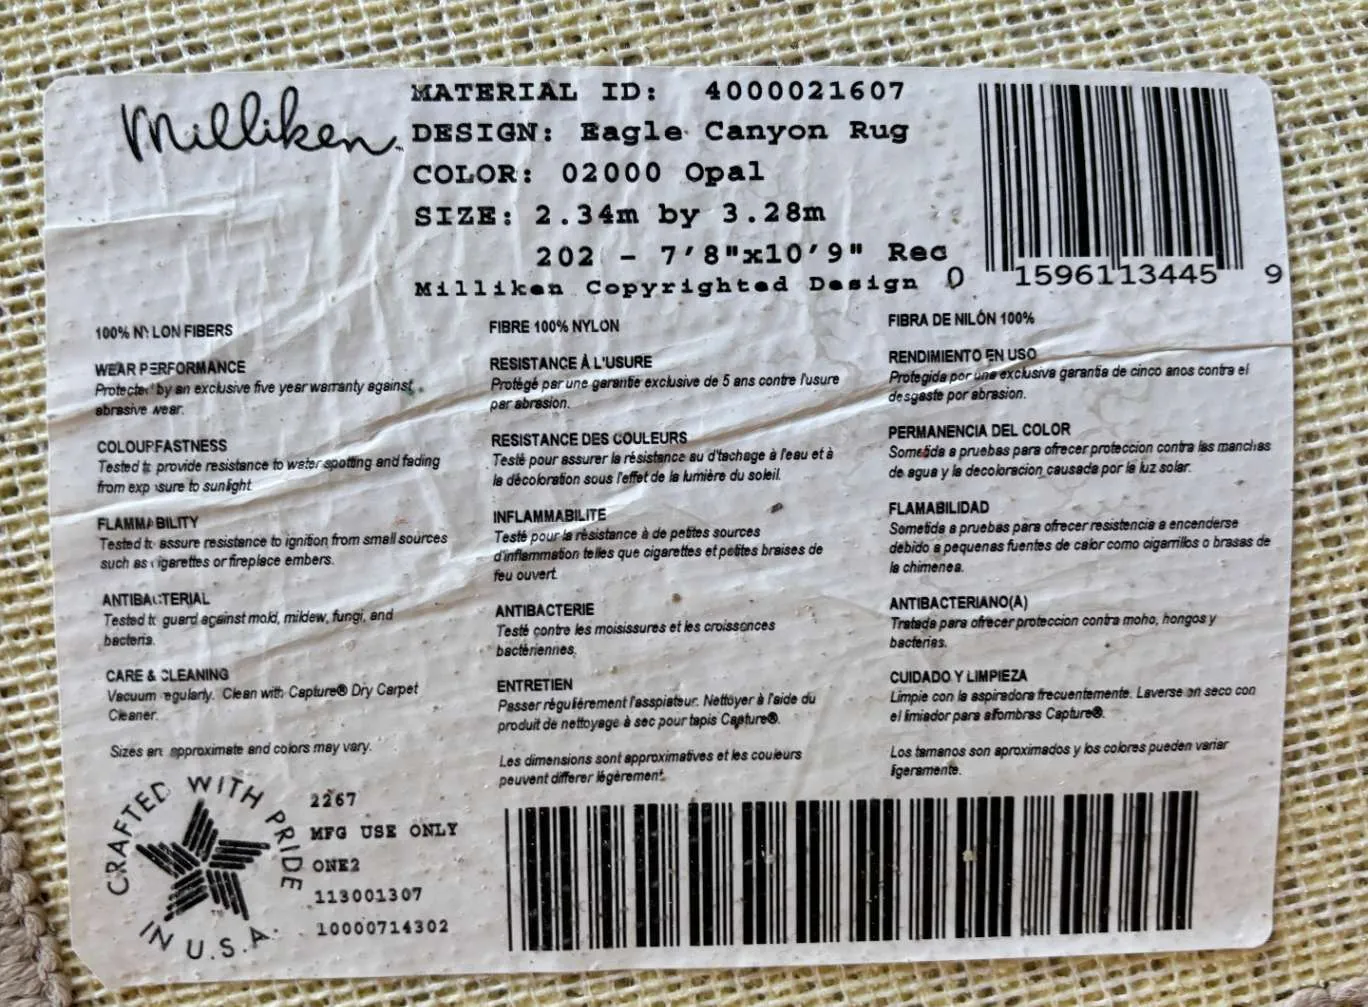 Milliken
MATERIAL ID: 4000021607
DESIGN: Eagle Canyon Rug
COLOR: 02000 Opal
SIZE: 2.34m by 3.28m
202 - 7'8"x10'9" Rec
Milliken Copyrighted Design
0 1596113445 9
100% NYLON FIBERS
WEAR PERFORMANCE
Protected by an exclusive five year warranty against
abrasive wear.
COLOURFASTNESS
Tested to provide resistance to water spotting and fading
from exposure to sunlight
FLAMMABILITY
Tested to assure resistance to ignition from small sources
such as cigarettes or fireplace embers.
ANTIBACTERIAL
Tested to guard against mold, mildew, fungi, and
bacteria.
CARE & CLEANING
Vacuum regularly. Clean with Capture® Dry Carpet
Cleaner.
Sizes are approximate and colors may vary.
FIBRE 100% NYLON
RESISTANCE À L'USURE
Protégé par une garantie exclusive de 5 ans contre l'usure
par abrasion.
RESISTANCE DES COULEURS
Testé pour assurer la résistance au d'tachage à l'eau et à
la dècoloration sous l'effet de la lumière du soleil.
INFLAMMABILITE
Testé pour la résistance à de petites sources
d'inflammation telles que cigarettes et petites braises de
feu ouvert.
ANTIBACTERIE
Testé contre les moisissures et les croissances
bactèriennes.
ENTRETIEN
Passer régulièrement l'asspiateur. Nettoyer à l'aide du
produit de nettoyage à sec pour tapis Capture®.
Les dimensions sont approximatives et les couleurs
peuvent differer légèrement.
FIBRA DE NILÓN 100%
RENDIMIENTO EN USO
Protegida por una exclusiva garantia de cinco anos contra el
desgaste por abrasion.
PERMANENCIA DEL COLOR
Sometida a pruebas para ofrecer proteccion contra las manchas
de agua y la decoloracion causada por la luz solar.
FLAMABILIDAD
Sometida a pruebas para ofrecer resistencia a encenderse
debido a pequenas fuentes de calor como cigarrillos o brasas de
la chimenea.
ANTIBACTERIANO(A)
Tratada para ofrecer proteccion contra moho, hongos y
bacterias.
CUIDADO Y LIMPIEZA
Limpie con la aspiradora frecuentemente. Laverse en seco con
el limiador para alfombras Capture®.
Los tamanos son aproximados y los colores pueden variar
ligeramente.
CRAFTED WITH PRIDE
IN U.S.A.
2267
MFG USE ONLY
ONE2
113001307
10000714302